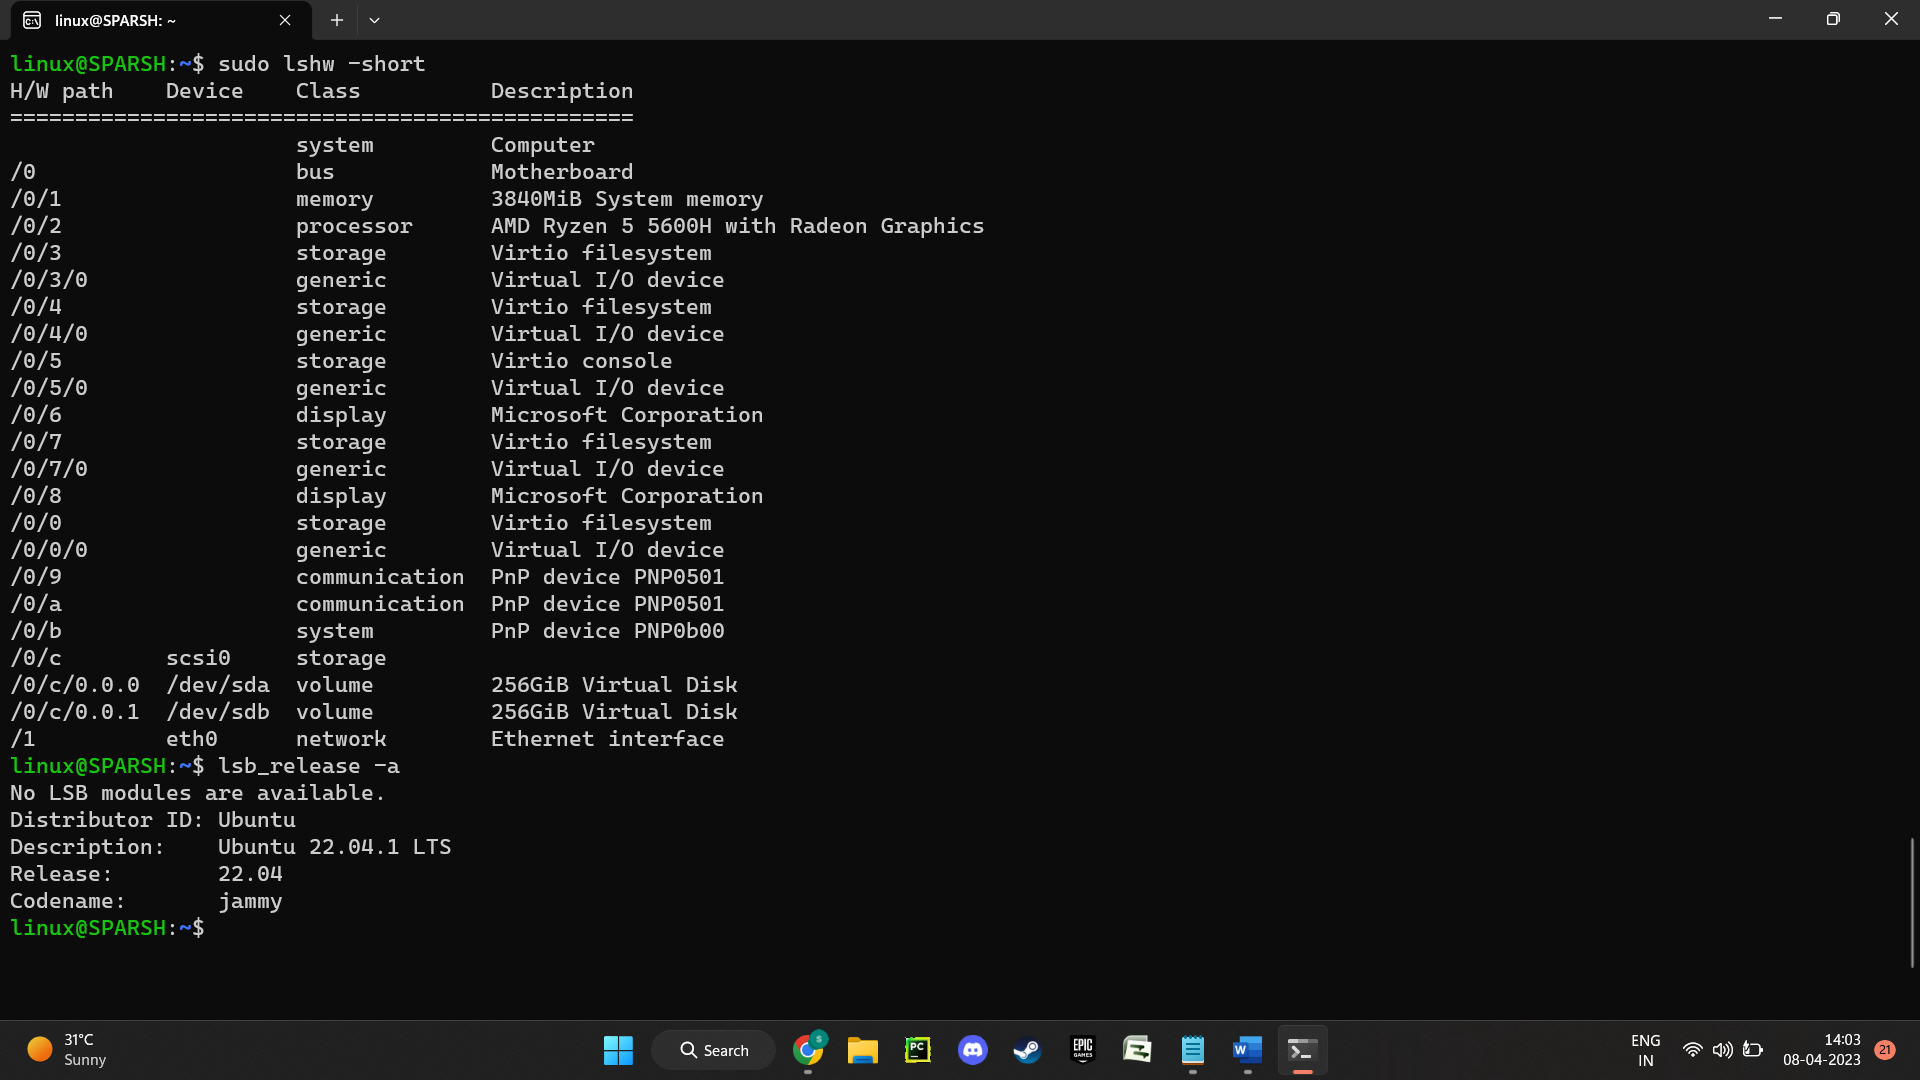 linux@SPARSH: ~
linux@SPARSH:~$ sudo lshw -short
H/W path    Device    Class          Description
================================================
                      system         Computer
/0                    bus            Motherboard
/0/1                  memory         3840MiB System memory
/0/2                  processor      AMD Ryzen 5 5600H with Radeon Graphics
/0/3                  storage        Virtio filesystem
/0/3/0                generic        Virtual I/O device
/0/4                  storage        Virtio filesystem
/0/4/0                generic        Virtual I/O device
/0/5                  storage        Virtio console
/0/5/0                generic        Virtual I/O device
/0/6                  display        Microsoft Corporation
/0/7                  storage        Virtio filesystem
/0/7/0                generic        Virtual I/O device
/0/8                  display        Microsoft Corporation
/0/0                  storage        Virtio filesystem
/0/0/0                generic        Virtual I/O device
/0/9                  communication  PnP device PNP0501
/0/a                  communication  PnP device PNP0501
/0/b                  system         PnP device PNP0b00
/0/c        scsi0     storage
/0/c/0.0.0  /dev/sda  volume         256GiB Virtual Disk
/0/c/0.0.1  /dev/sdb  volume         256GiB Virtual Disk
/1          eth0      network        Ethernet interface
linux@SPARSH:~$ lsb_release -a
No LSB modules are available.
Distributor ID: Ubuntu
Description:    Ubuntu 22.04.1 LTS
Release:        22.04
Codename:       jammy
linux@SPARSH:~$
31°C
Sunny
Search
S
PC
EPIC
GAMES
W
ENG
IN
14:03
08-04-2023
21